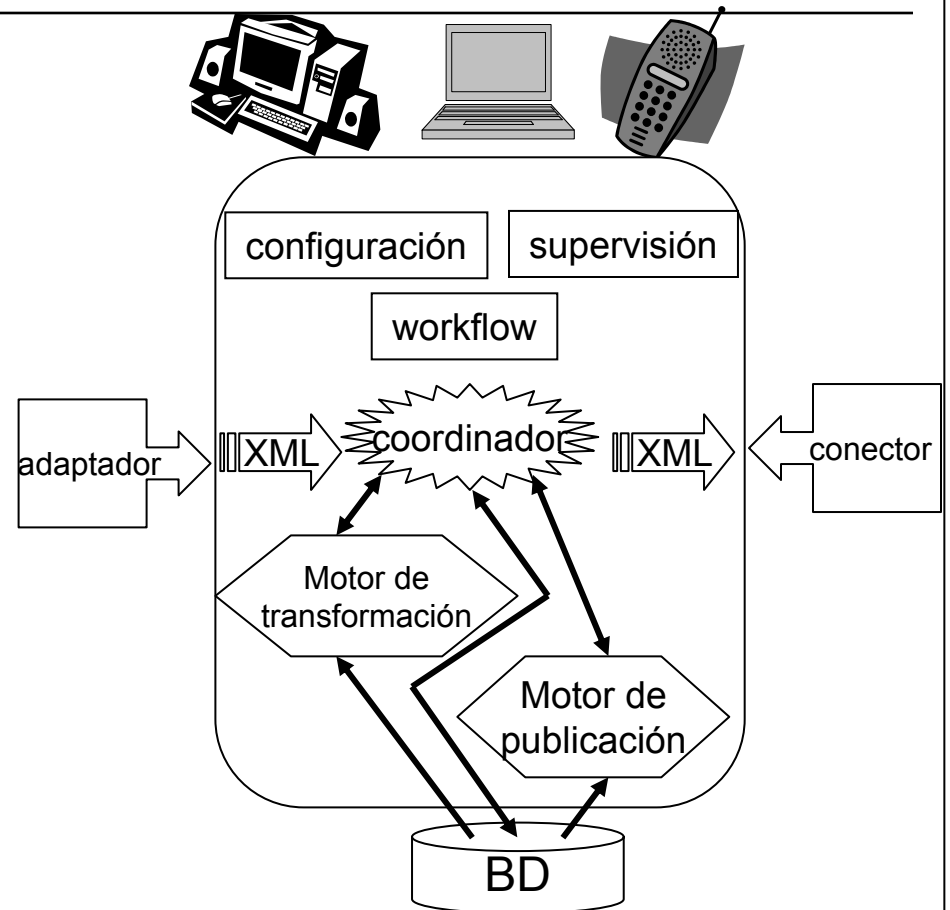 configuración
supervisión
workflow
adaptador
XML
coordinador
XML
conector
Motor de
transformación
Motor de
publicación
BD